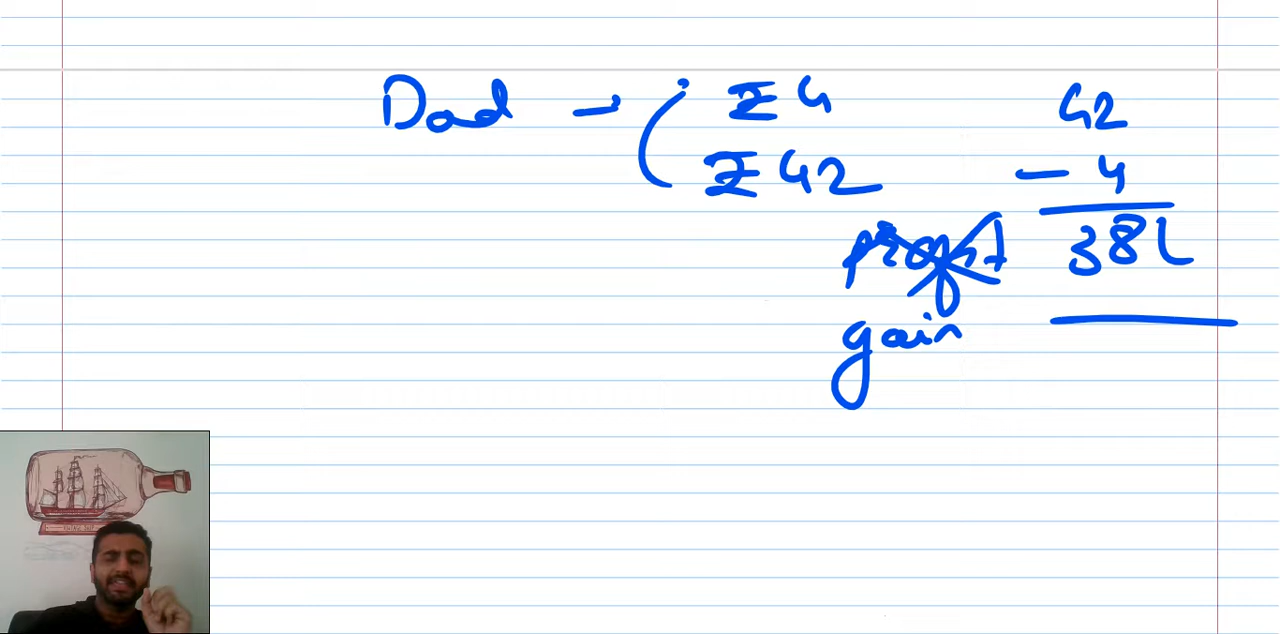 Dad → ₹ 4
₹ 42
profit
gain
42
- 4
38L